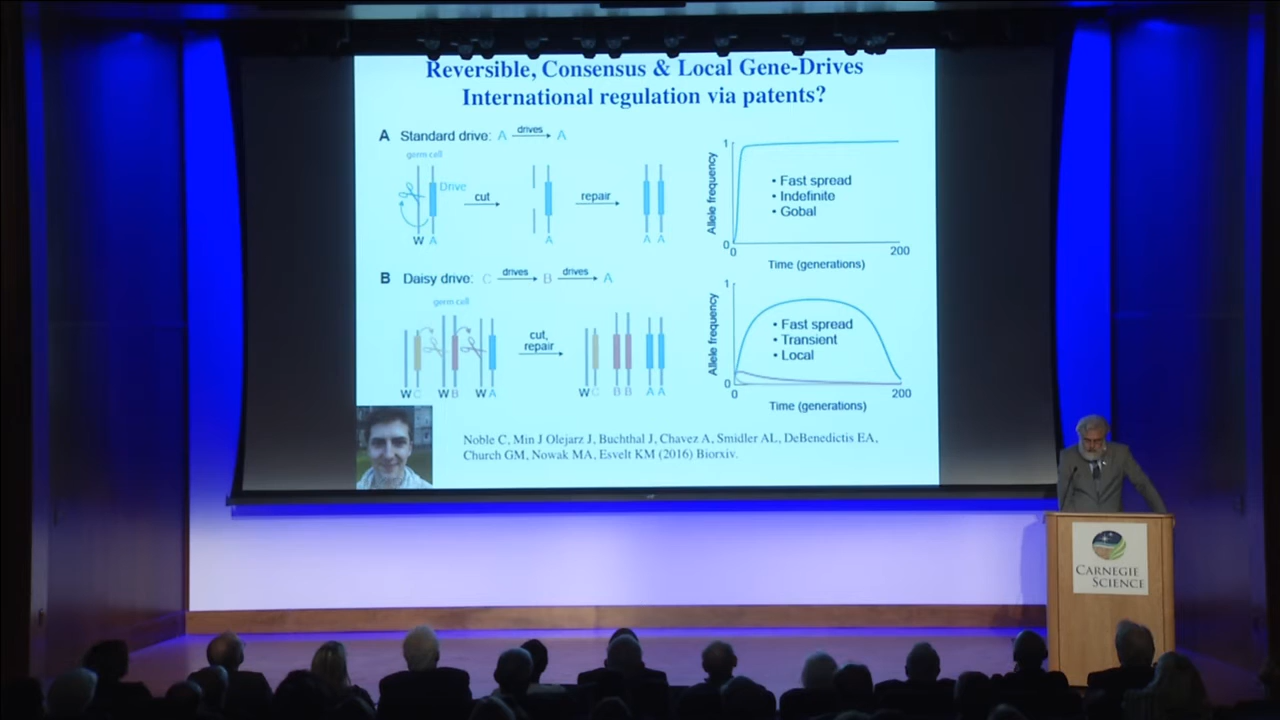 Reversible, Consensus & Local Gene-Drives
International regulation via patents?
A Standard drive: A drives A
germ cell
Drive
cut
repair
W A
A
A A
1
Allele frequency
• Fast spread
• Indefinite
• Gobal
0
0
200
Time (generations)
B Daisy drive: C drives B drives A
germ cell
cut,
repair
W C W B W A
W C B B A A
1
Allele frequency
• Fast spread
• Transient
• Local
0
0
200
Time (generations)
Noble C, Min J Olejarz J, Buchthal J, Chavez A, Smidler AL, DeBenedictis EA,
Church GM, Nowak MA, Esvelt KM (2016) Biorxiv.
CARNEGIE
SCIENCE